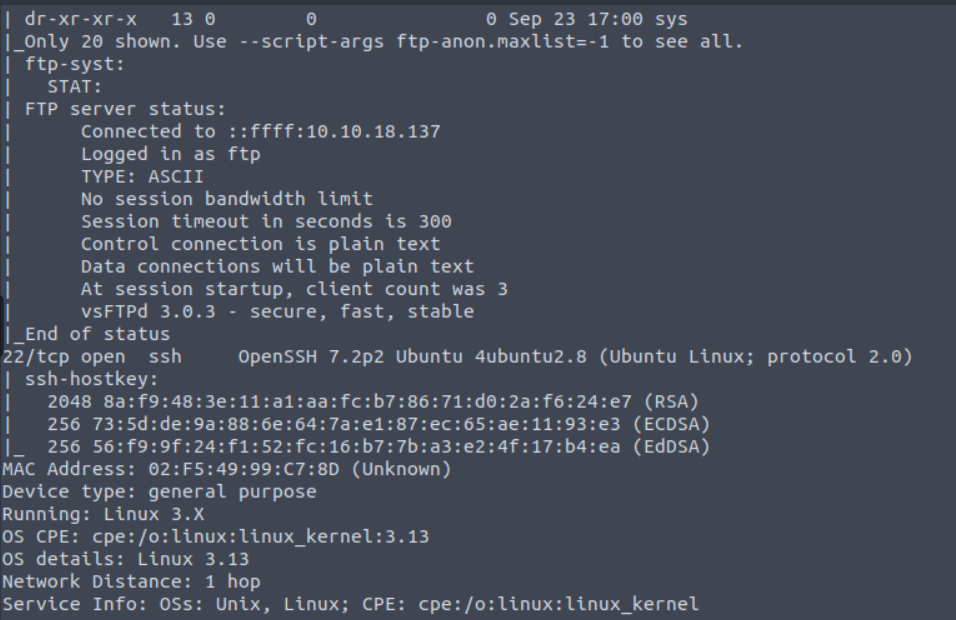 | dr-xr-xr-x   13 0        0               0 Sep 23 17:00 sys
|_Only 20 shown. Use --script-args ftp-anon.maxlist=-1 to see all.
| ftp-syst:
|   STAT:
| FTP server status:
|      Connected to ::ffff:10.10.18.137
|      Logged in as ftp
|      TYPE: ASCII
|      No session bandwidth limit
|      Session timeout in seconds is 300
|      Control connection is plain text
|      Data connections will be plain text
|      At session startup, client count was 3
|      vsFTPd 3.0.3 - secure, fast, stable
|_End of status
22/tcp open  ssh     OpenSSH 7.2p2 Ubuntu 4ubuntu2.8 (Ubuntu Linux; protocol 2.0)
| ssh-hostkey:
|   2048 8a:f9:48:3e:11:a1:aa:fc:b7:86:71:d0:2a:f6:24:e7 (RSA)
|   256 73:5d:de:9a:88:6e:64:7a:e1:87:ec:65:ae:11:93:e3 (ECDSA)
|_  256 56:f9:9f:24:f1:52:fc:16:b7:7b:a3:e2:4f:17:b4:ea (EdDSA)
MAC Address: 02:F5:49:99:C7:8D (Unknown)
Device type: general purpose
Running: Linux 3.X
OS CPE: cpe:/o:linux:linux_kernel:3.13
OS details: Linux 3.13
Network Distance: 1 hop
Service Info: OSs: Unix, Linux; CPE: cpe:/o:linux:linux_kernel